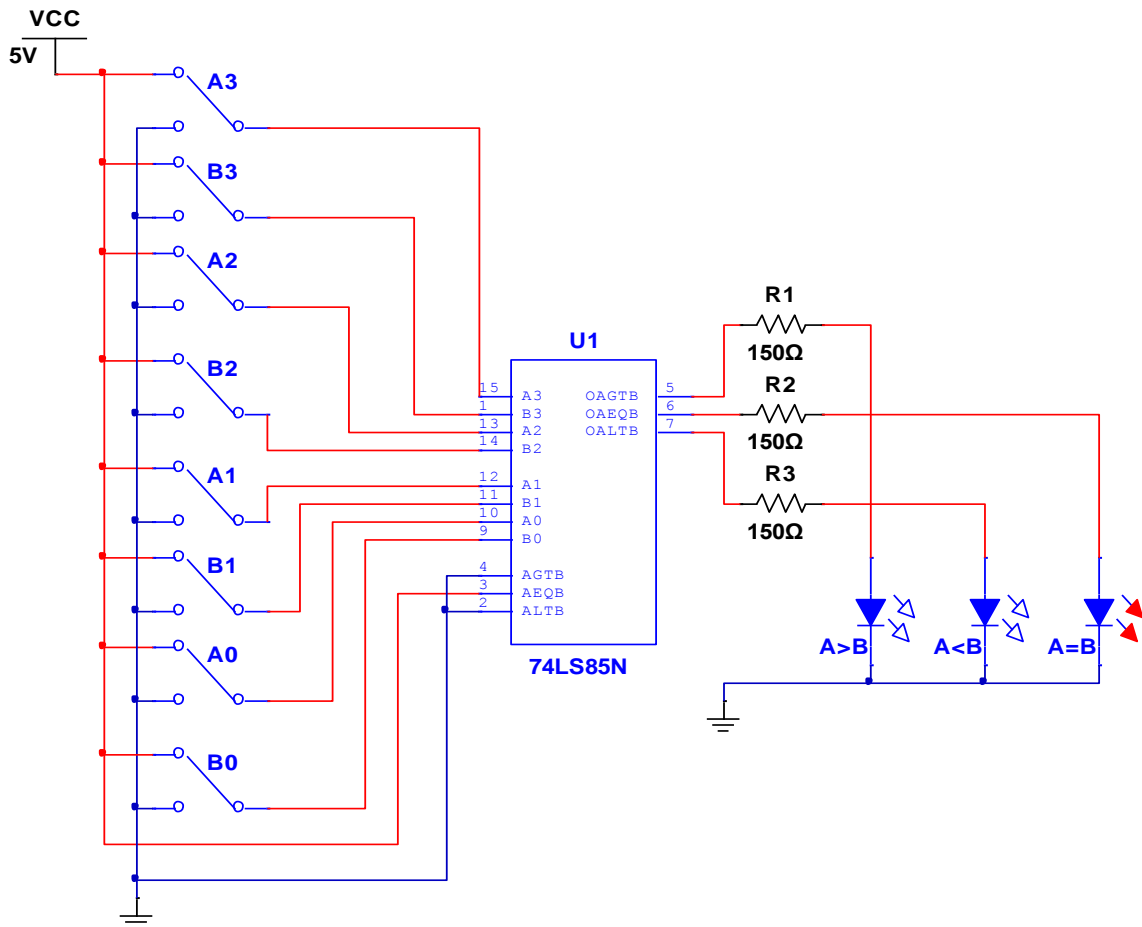 VCC
5V
A3
B3
A2
B2
A1
B1
A0
B0
U1
15 A3
1 B3
13 A2
14 B2
12 A1
11 B1
10 A0
9 B0
4 AGTB
3 AEQB
2 ALTB
OAGTB 5
OAEQB 6
OALTB 7
74LS85N
R1
150Ω
R2
150Ω
R3
150Ω
A>B
A<B
A=B